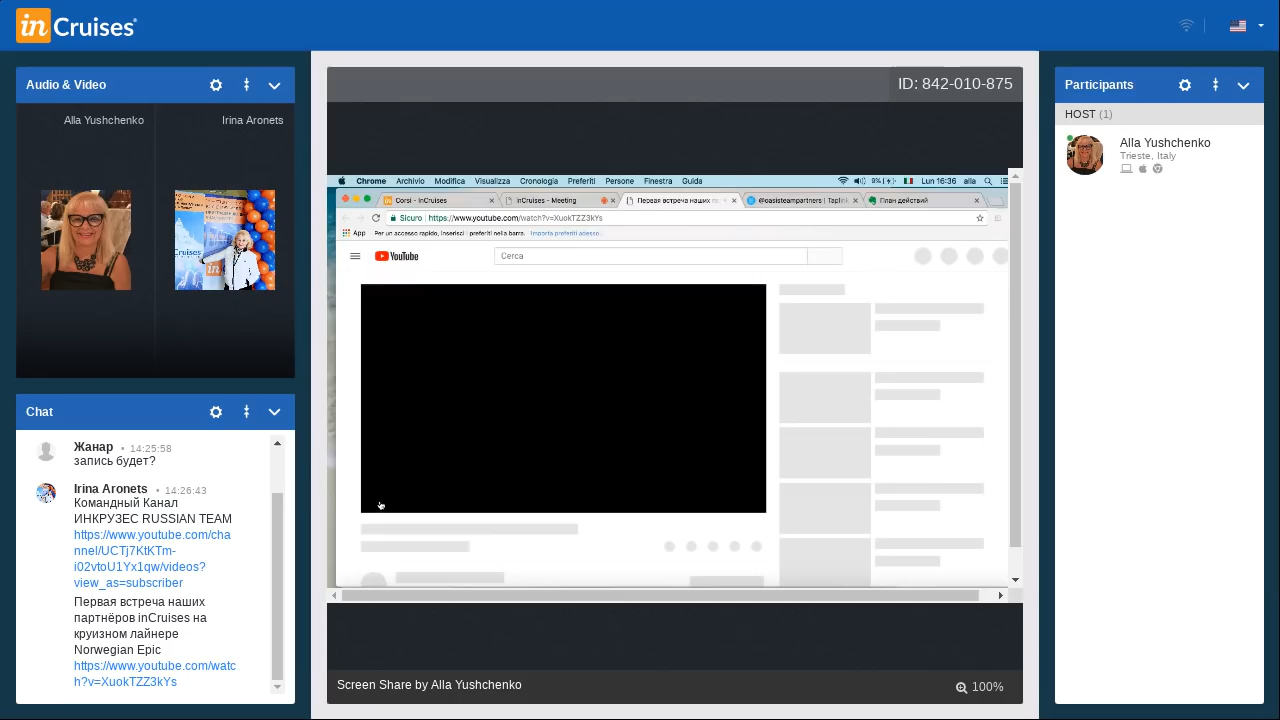 in Cruises
Audio & Video
Alla Yushchenko
Irina Aronets
Chat
Жанар • 14:25:58
запись будет?
Irina Aronets • 14:26:43
Командный Канал
ИНКРУЗЕС RUSSIAN TEAM
https://www.youtube.com/cha
nnel/UCTj7KtKTm-
i02vtoU1Yx1qw/videos?
view_as=subscriber
Первая встреча наших
партнёров inCruises на
круизном лайнере
Norwegian Epic
https://www.youtube.com/watc
h?v=XuokTZZ3kYs
ID: 842-010-875
Chrome Archivio Modifica Visualizza Cronologia Preferiti Persone Finestra Guida 9% Lun 16:36 alla
Corsi - inCruises
inCruises - Meeting
Первая встреча наших
@oasisteampartners | Taplink
План действий
Sicuro https://www.youtube.com/watch?v=XuokTZZ3kYs
App Per un accesso rapido, inserisci i preferiti nella barra. Importa preferiti adesso...
YouTube
Cerca
Screen Share by Alla Yushchenko
100%
Participants
HOST (1)
Alla Yushchenko
Trieste, Italy